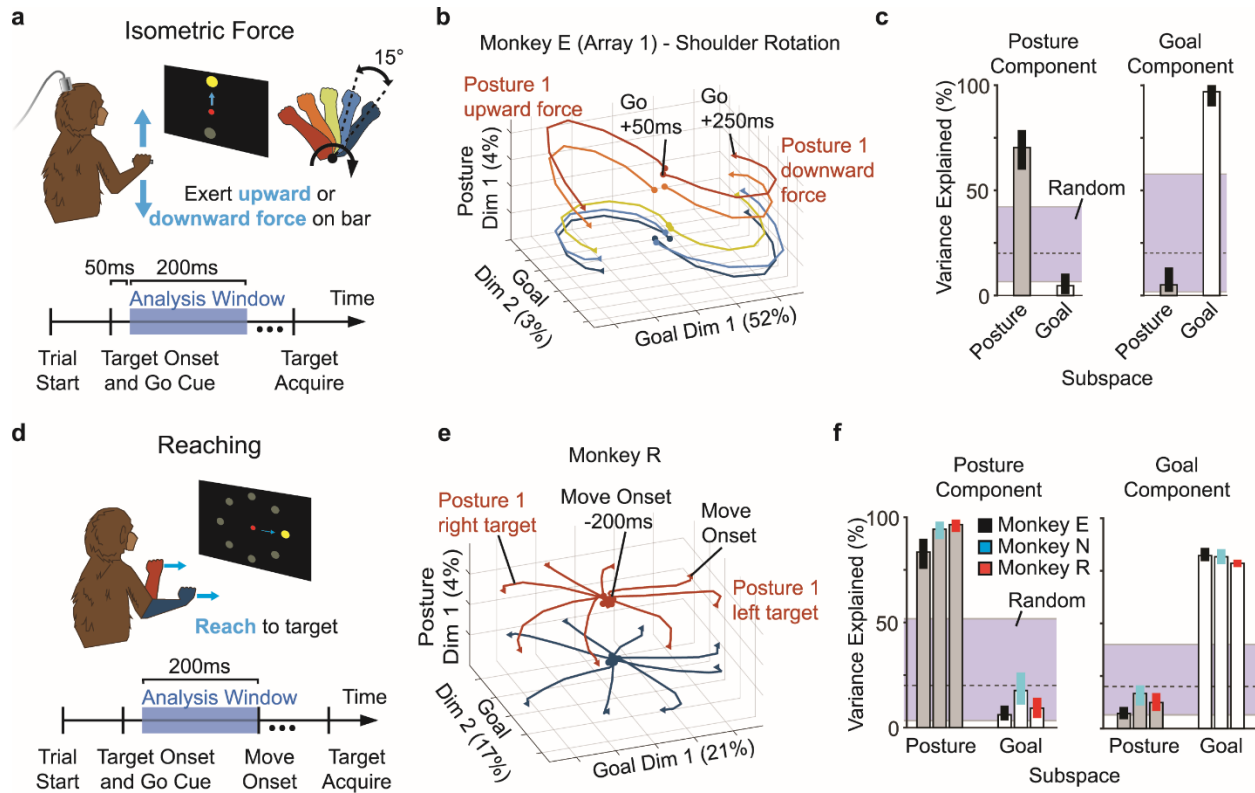 a
Isometric Force
15°
Exert upward or
downward force on bar
50ms
200ms
Analysis Window
Time
Trial
Start
Target Onset
and Go Cue
Target
Acquire
b
Monkey E (Array 1) - Shoulder Rotation
Posture 1
upward force
Go
+50ms
Go
+250ms
Posture 1
downward
force
Posture
Dim 1 (4%)
Goal
Dim 2 (3%)
Goal Dim 1 (52%)
c
Posture
Component
Goal
Component
Variance Explained (%)
100
50
0
Random
Posture
Goal
Posture
Goal
Subspace
d
Reaching
Reach to target
200ms
Analysis Window
Time
Trial
Start
Target Onset
and Go Cue
Move
Onset
Target
Acquire
e
Monkey R
Posture 1
right target
Move Onset
-200ms
Move
Onset
Posture 1
left target
Posture
Dim 1 (4%)
Goal
Dim 2 (17%)
Goal Dim 1 (21%)
f
Posture
Component
Goal
Component
Variance Explained (%)
100
50
0
Monkey E
Monkey N
Monkey R
Random
Posture
Goal
Posture
Goal
Subspace